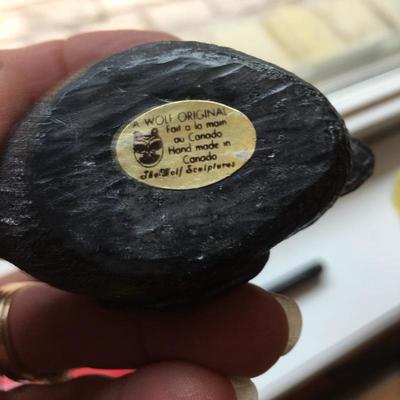 A WOLF ORIGINAL
Fait a la main
au Canada
Hand made in
Canada
The Wolf Sculptures